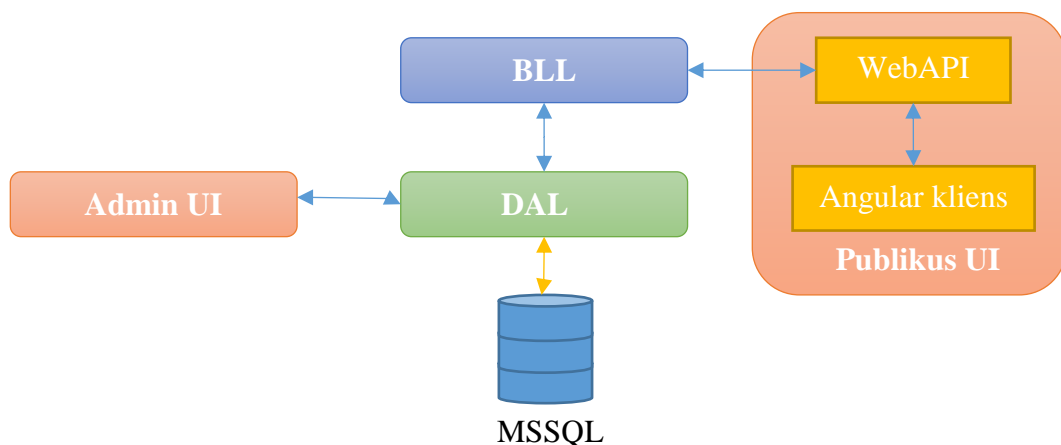 BLL
WebAPI
Admin UI
DAL
Angular kliens
Publikus UI
MSSQL